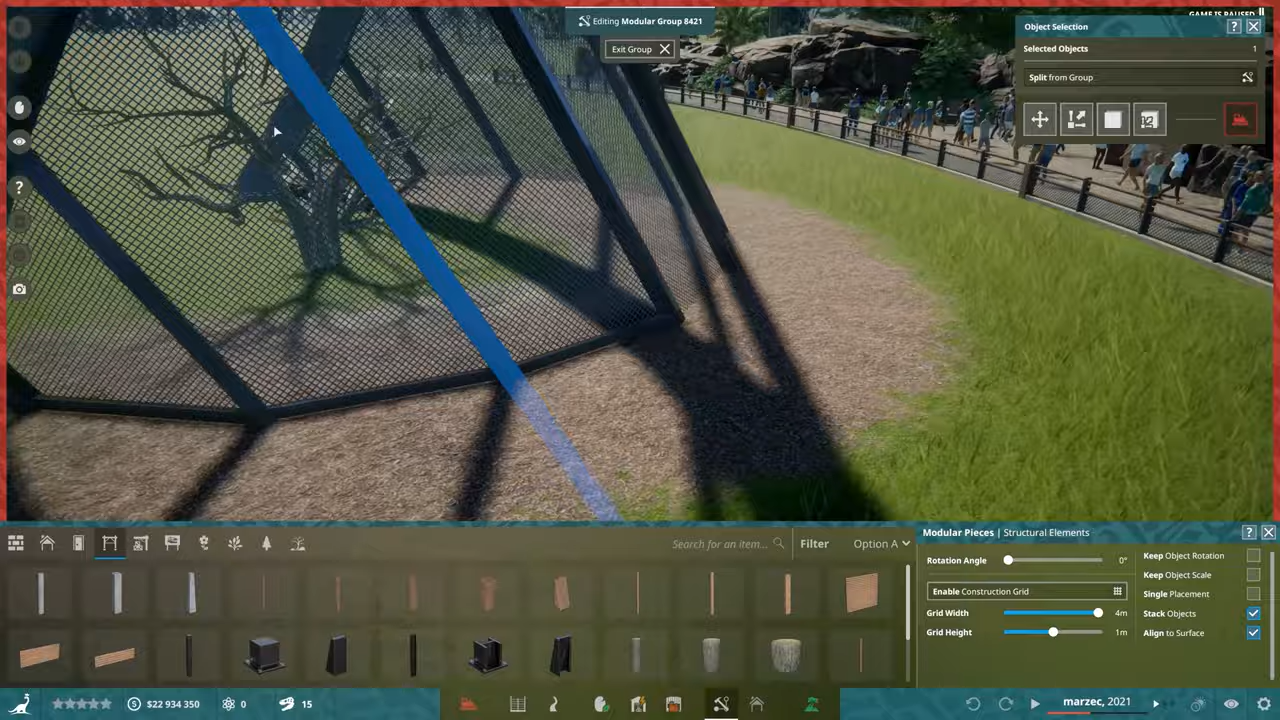 GAME IS PAUSED
Editing Modular Group 8421
Exit Group
Object Selection
Selected Objects 1
Split from Group
12
Search for an item...
Filter
Option A
Modular Pieces | Structural Elements
Rotation Angle 0°
Enable Construction Grid
Grid Width 4m
Grid Height 1m
Keep Object Rotation
Keep Object Scale
Single Placement
Stack Objects
Align to Surface
$22 934 350
0
15
marzec, 2021